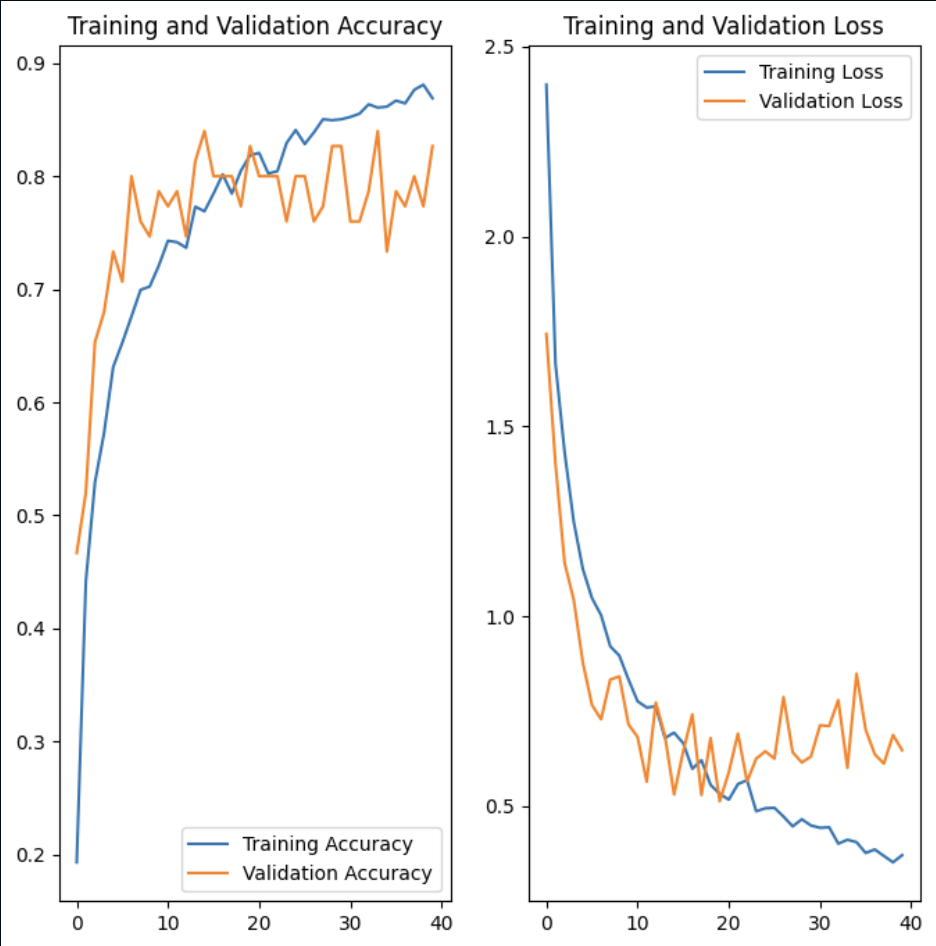 Training and Validation Accuracy
0.9
0.8
0.7
0.6
0.5
0.4
0.3
0.2
0 10 20 30 40
Training Accuracy
Validation Accuracy
Training and Validation Loss
2.5
2.0
1.5
1.0
0.5
0 10 20 30 40
Training Loss
Validation Loss